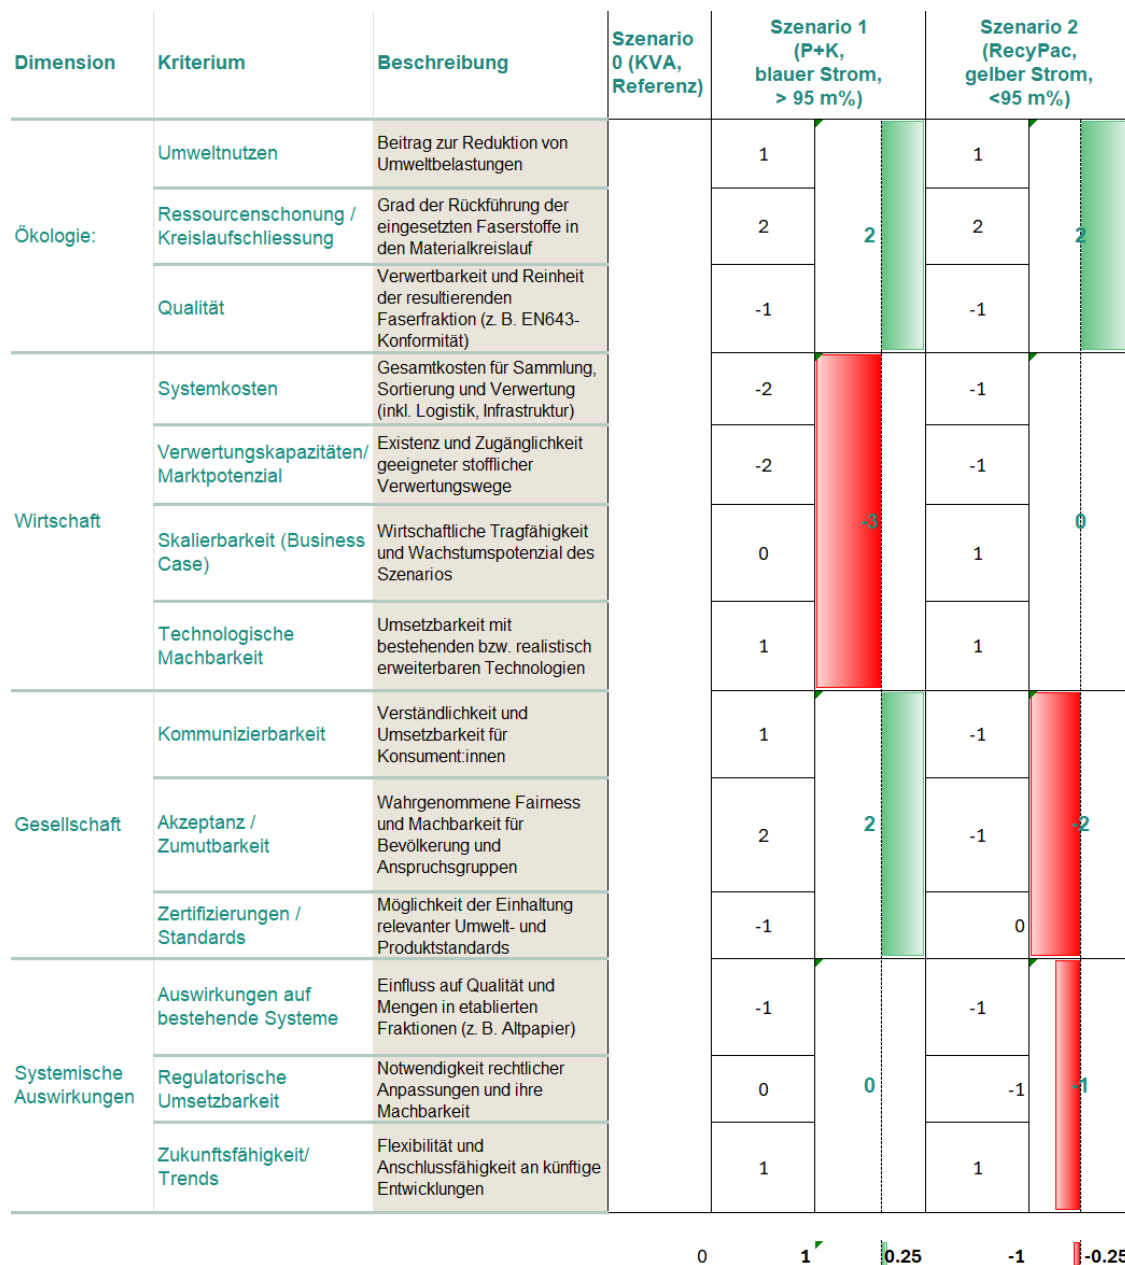 Dimension
Kriterium
Beschreibung
Szenario
0 (KVA,
Referenz)
Szenario 1
(P+K,
blauer Strom,
> 95 m%)
Szenario 2
(RecyPac,
gelber Strom,
<95 m%)
Ökologie:
Umweltnutzen
Beitrag zur Reduktion von
Umweltbelastungen
1
1
Ressourcenschonung /
Kreislaufschliessung
Grad der Rückführung der
eingesetzten Faserstoffe in
den Materialkreislauf
2
2
2
2
Qualität
Verwertbarkeit und Reinheit
der resultierenden
Faserfraktion (z. B. EN643-
Konformität)
-1
-1
Wirtschaft
Systemkosten
Gesamtkosten für Sammlung,
Sortierung und Verwertung
(inkl. Logistik, Infrastruktur)
-2
-1
Verwertungskapazitäten/
Marktpotenzial
Existenz und Zugänglichkeit
geeigneter stofflicher
Verwertungswege
-2
-1
Skalierbarkeit (Business
Case)
Wirtschaftliche Tragfähigkeit
und Wachstumspotenzial des
Szenarios
0
-3
1
0
Technologische
Machbarkeit
Umsetzbarkeit mit
bestehenden bzw. realistisch
erweiterbaren Technologien
1
1
Gesellschaft
Kommunizierbarkeit
Verständlichkeit und
Umsetzbarkeit für
Konsument:innen
1
-1
Akzeptanz /
Zumutbarkeit
Wahrgenommene Fairness
und Machbarkeit für
Bevölkerung und
Anspruchsgruppen
2
2
-1
-2
Zertifizierungen /
Standards
Möglichkeit der Einhaltung
relevanter Umwelt- und
Produktstandards
-1
0
Systemische
Auswirkungen
Auswirkungen auf
bestehende Systeme
Einfluss auf Qualität und
Mengen in etablierten
Fraktionen (z. B. Altpapier)
-1
-1
Regulatorische
Umsetzbarkeit
Notwendigkeit rechtlicher
Anpassungen und ihre
Machbarkeit
0
0
-1
-1
Zukunftsfähigkeit/
Trends
Flexibilität und
Anschlussfähigkeit an künftige
Entwicklungen
1
1
0
1
0.25
-1
-0.25